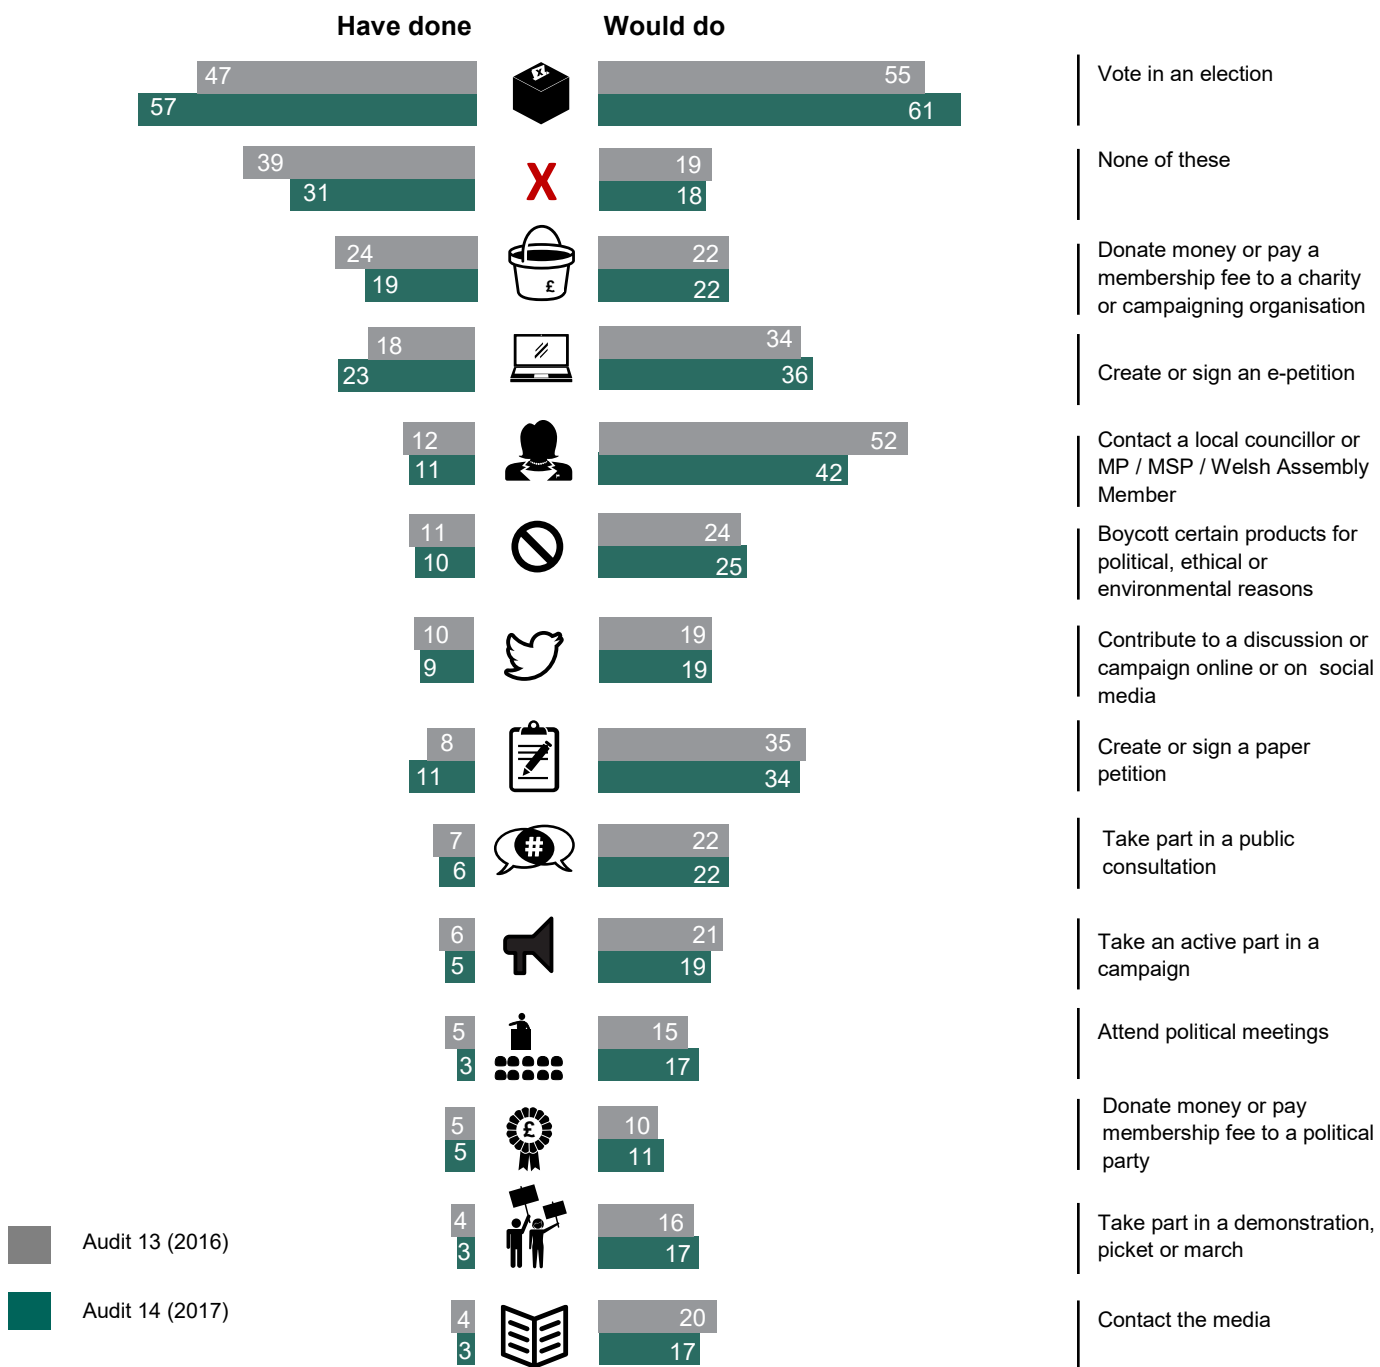 Have done
Would do
47
55
Vote in an election
57
61
39
19
None of these
31
18
24
22
Donate money or pay a
membership fee to a charity
or campaigning organisation
19
22
£
18
34
Create or sign an e-petition
23
36
12
52
Contact a local councillor or
MP / MSP / Welsh Assembly
Member
11
42
11
24
Boycott certain products for
political, ethical or
environmental reasons
10
25
10
19
Contribute to a discussion or
campaign online or on social
media
9
19
8
35
Create or sign a paper
petition
11
34
7
#
22
Take part in a public
consultation
6
22
6
21
Take an active part in a
campaign
5
19
5
15
Attend political meetings
3
17
5
£
10
Donate money or pay
membership fee to a political
party
5
11
4
16
Take part in a demonstration,
picket or march
3
17
Audit 13 (2016)
Audit 14 (2017)
4
20
Contact the media
3
17